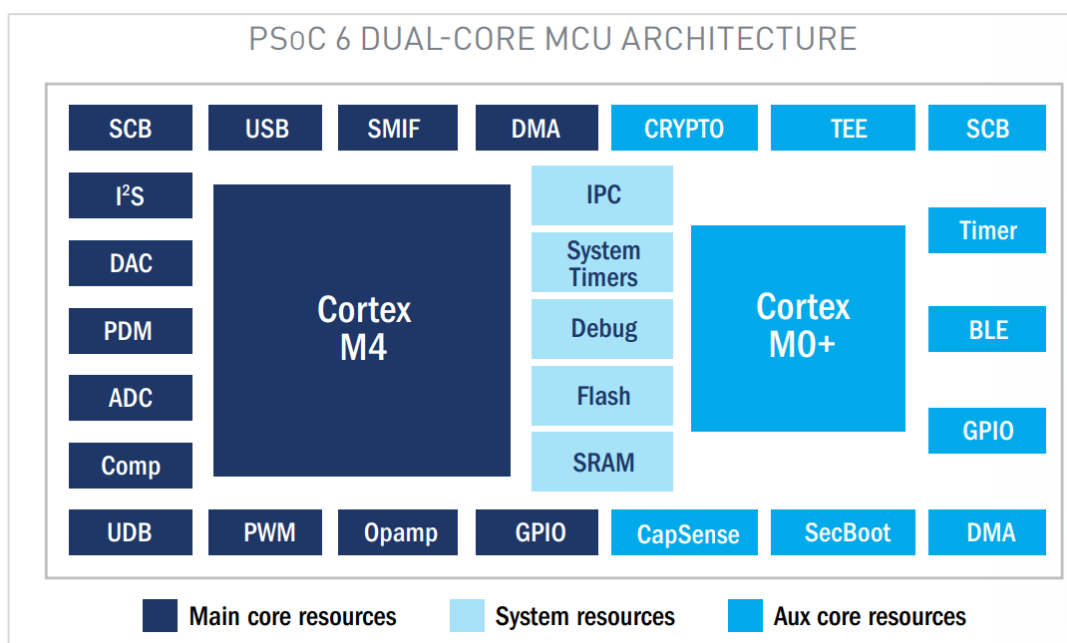 PSoC 6 DUAL-CORE MCU ARCHITECTURE
SCB
USB
SMIF
DMA
CRYPTO
TEE
SCB
I²S
DAC
PDM
ADC
Comp
Cortex
M4
IPC
System
Timers
Debug
Flash
SRAM
Cortex
M0+
Timer
BLE
GPIO
UDB
PWM
Opamp
GPIO
CapSense
SecBoot
DMA
Main core resources
System resources
Aux core resources